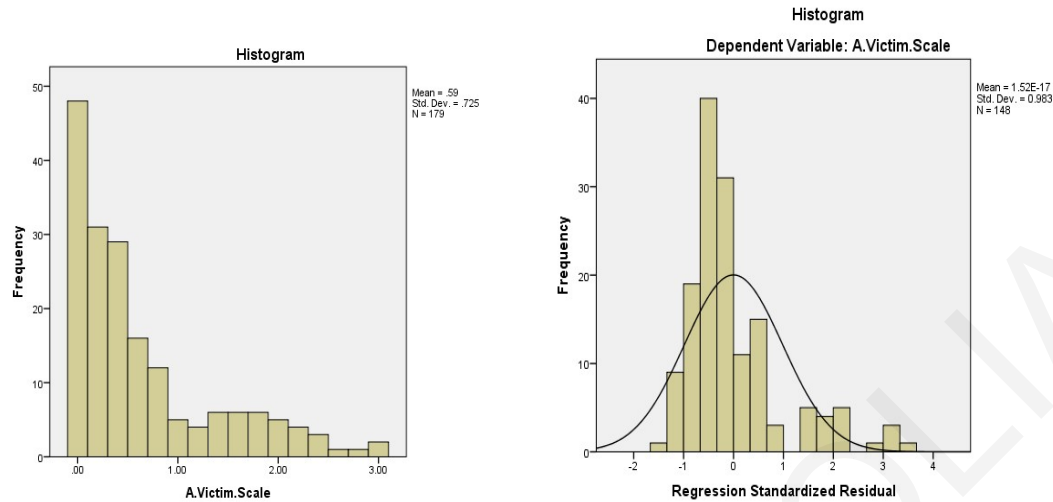 Histogram
Mean = .59
Std. Dev. = .725
N = 179
50
40
30
20
10
0
Frequency
.00 1.00 2.00 3.00
A.Victim.Scale
Histogram
Dependent Variable: A.Victim.Scale
Mean = 1.52E-17
Std. Dev. = 0.983
N = 148
40
30
20
10
0
Frequency
-2 -1 0 1 2 3 4
Regression Standardized Residual